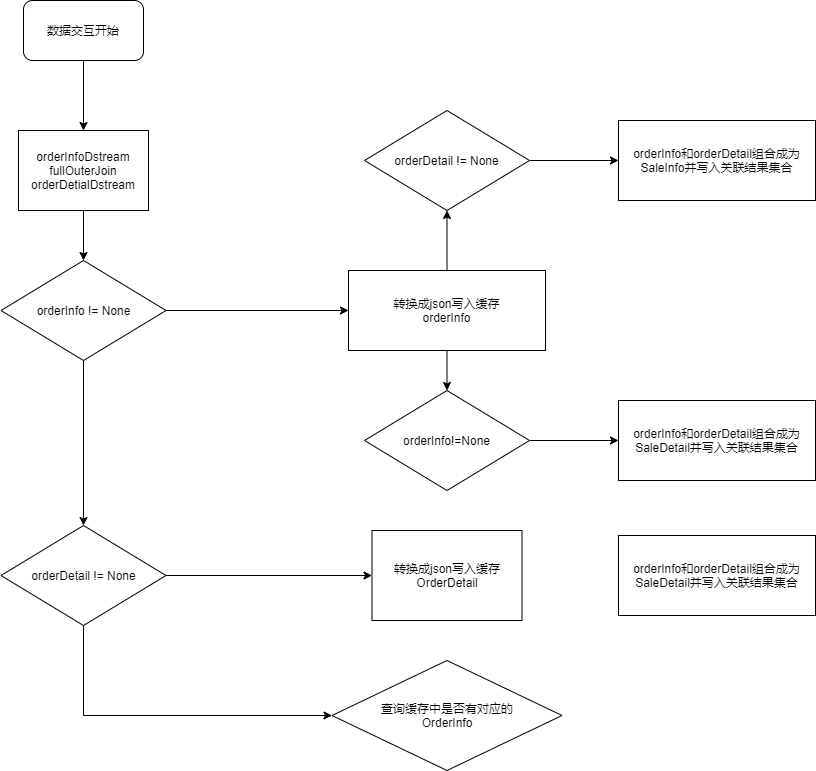 数据交互开始
orderInfoDstream
fullOuterJoin
orderDetialDstream
orderDetail != None
orderInfo和orderDetail组合成为
SaleInfo并写入关联结果集合
orderInfo != None
转换成json写入缓存
orderInfo
orderInfo!=None
orderInfo和orderDetail组合成为
SaleDetail并写入关联结果集合
orderDetail != None
转换成json写入缓存
OrderDetail
orderInfo和orderDetail组合成为
SaleDetail并写入关联结果集合
查询缓存中是否有对应的
OrderInfo